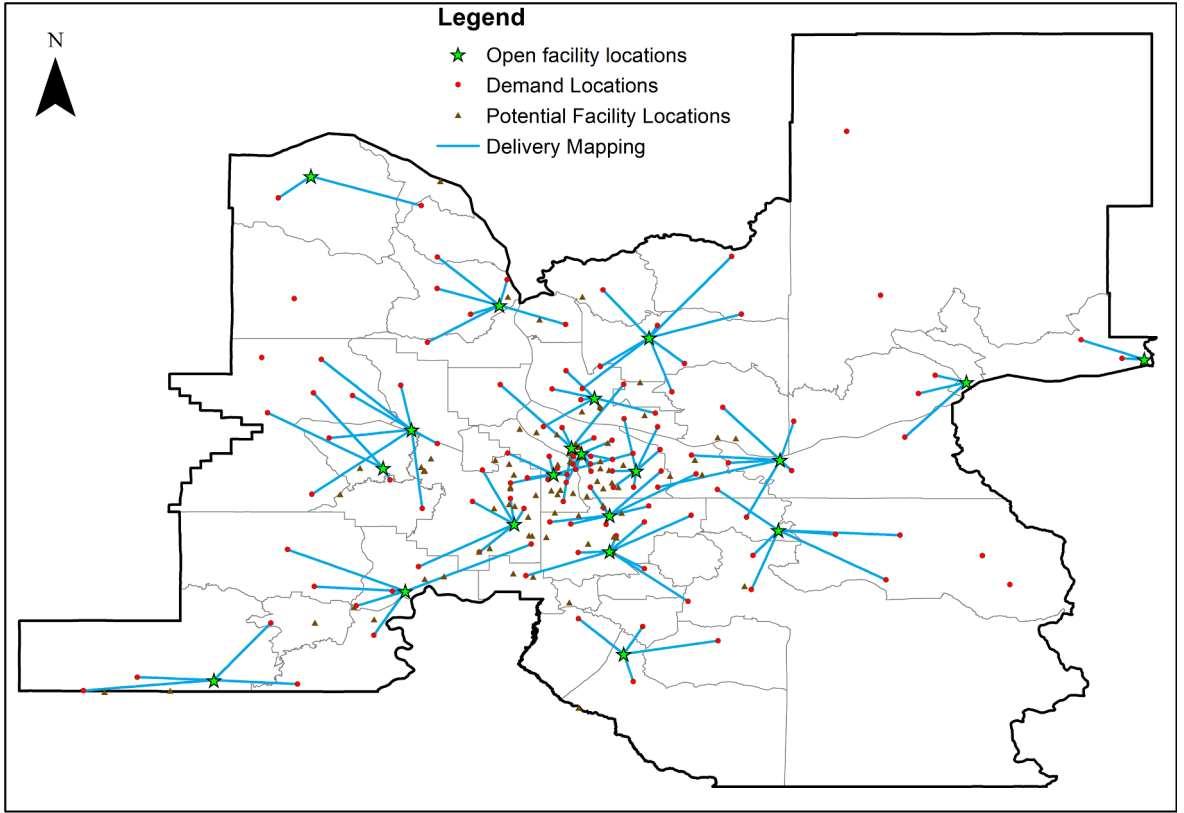 Legend
N
Open facility locations
Demand Locations
Potential Facility Locations
Delivery Mapping